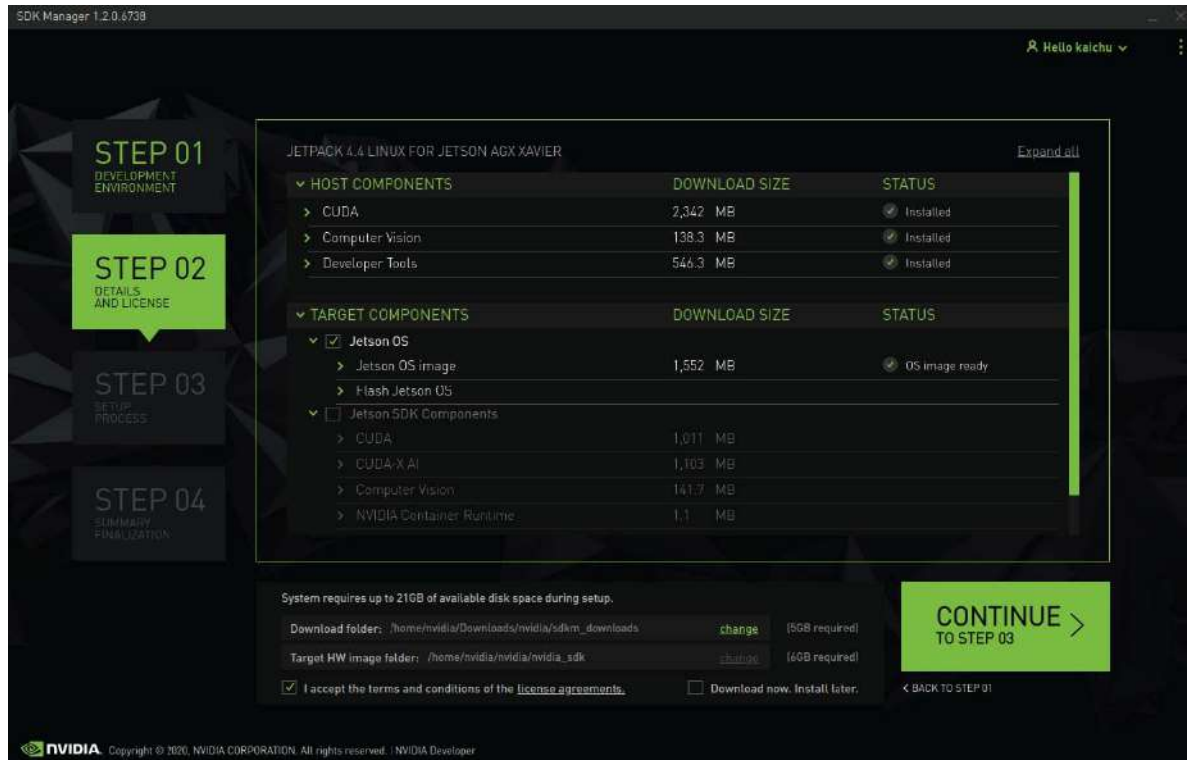 SDK Manager 1.2.0.6738
Hello kaichu
STEP 01
DEVELOPMENT
ENVIRONMENT
STEP 02
DETAILS
AND LICENSE
STEP 03
SETUP
PROCESS
STEP 04
SUMMARY
FINALIZATION
JETPACK 4.4 LINUX FOR JETSON AGX XAVIER Expand all
HOST COMPONENTS DOWNLOAD SIZE STATUS
CUDA 2,342 MB Installed
Computer Vision 138.3 MB Installed
Developer Tools 546.3 MB Installed
TARGET COMPONENTS DOWNLOAD SIZE STATUS
Jetson OS
Jetson OS image 1,552 MB OS image ready
Flash Jetson OS
Jetson SDK Components
CUDA 1,011 MB
CUDA-X AI 1,103 MB
Computer Vision 141.7 MB
NVIDIA Container Runtime 1.1 MB
System requires up to 21GB of available disk space during setup.
Download folder: /home/nvidia/Downloads/nvidia/sdkm_downloads change (5GB required)
Target HW image folder: /home/nvidia/nvidia/nvidia_sdk change (6GB required)
I accept the terms and conditions of the license agreements. Download now. Install later.
CONTINUE
TO STEP 03
BACK TO STEP 01
NVIDIA. Copyright © 2020, NVIDIA CORPORATION. All rights reserved. | NVIDIA Developer